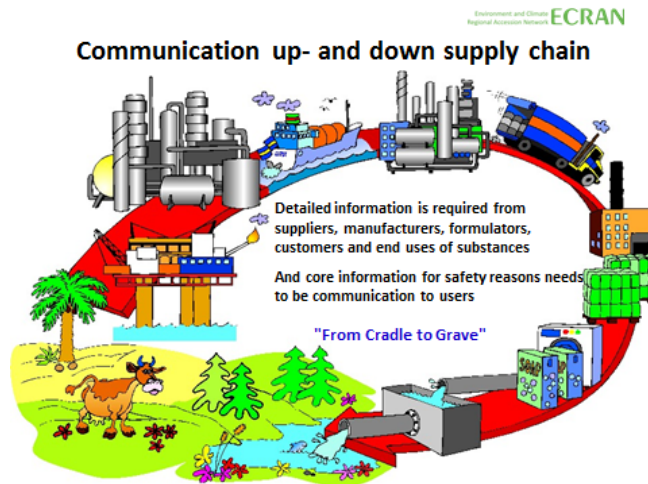 Environment and Climate
Regional Accession Network ECRAN
Communication up- and down supply chain
Detailed information is required from
suppliers, manufacturers, formulators,
customers and end uses of substances
And core information for safety reasons needs
to be communication to users
"From Cradle to Grave"
SOAP